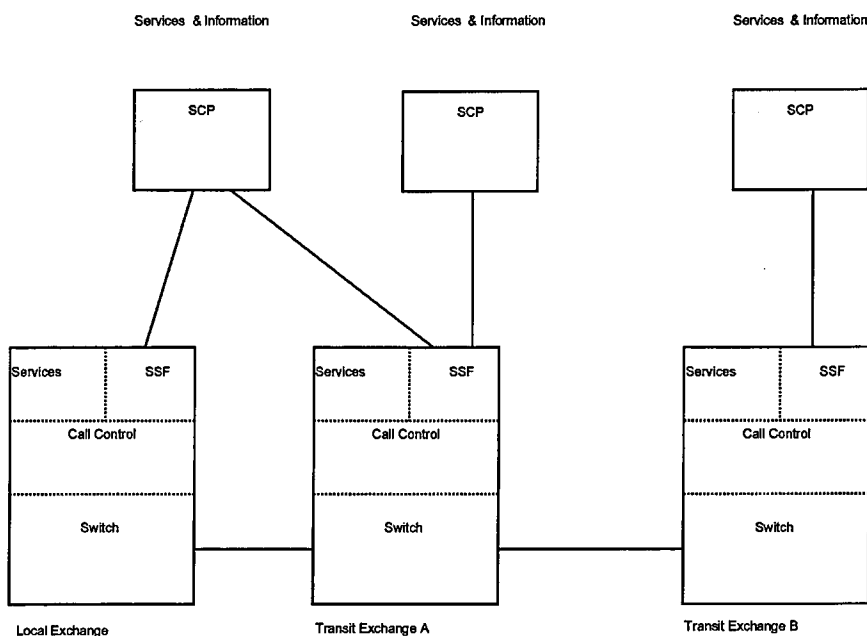 Services & Information
Services & Information
Services & Information
SCP
SCP
SCP
Services
SSF
Services
SSF
Services
SSF
Call Control
Call Control
Call Control
Switch
Switch
Switch
Local Exchange
Transit Exchange A
Transit Exchange B